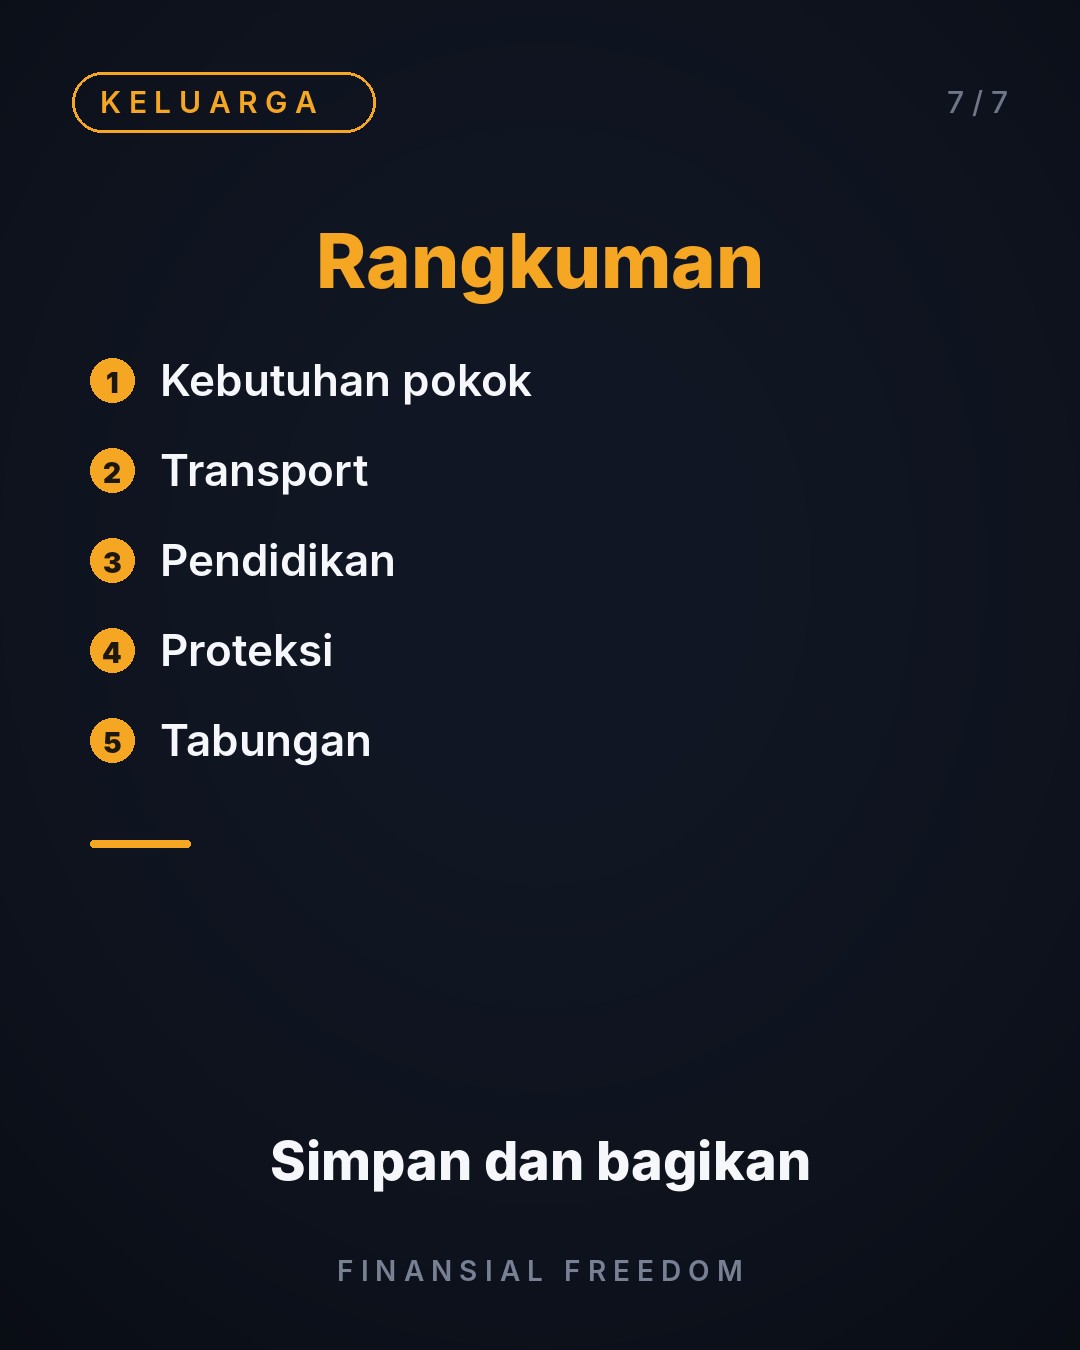 KELUARGA
7/7
Rangkuman
1 Kebutuhan pokok
2 Transport
3 Pendidikan
4 Proteksi
5 Tabungan
Simpan dan bagikan
FINANSIAL FREEDOM